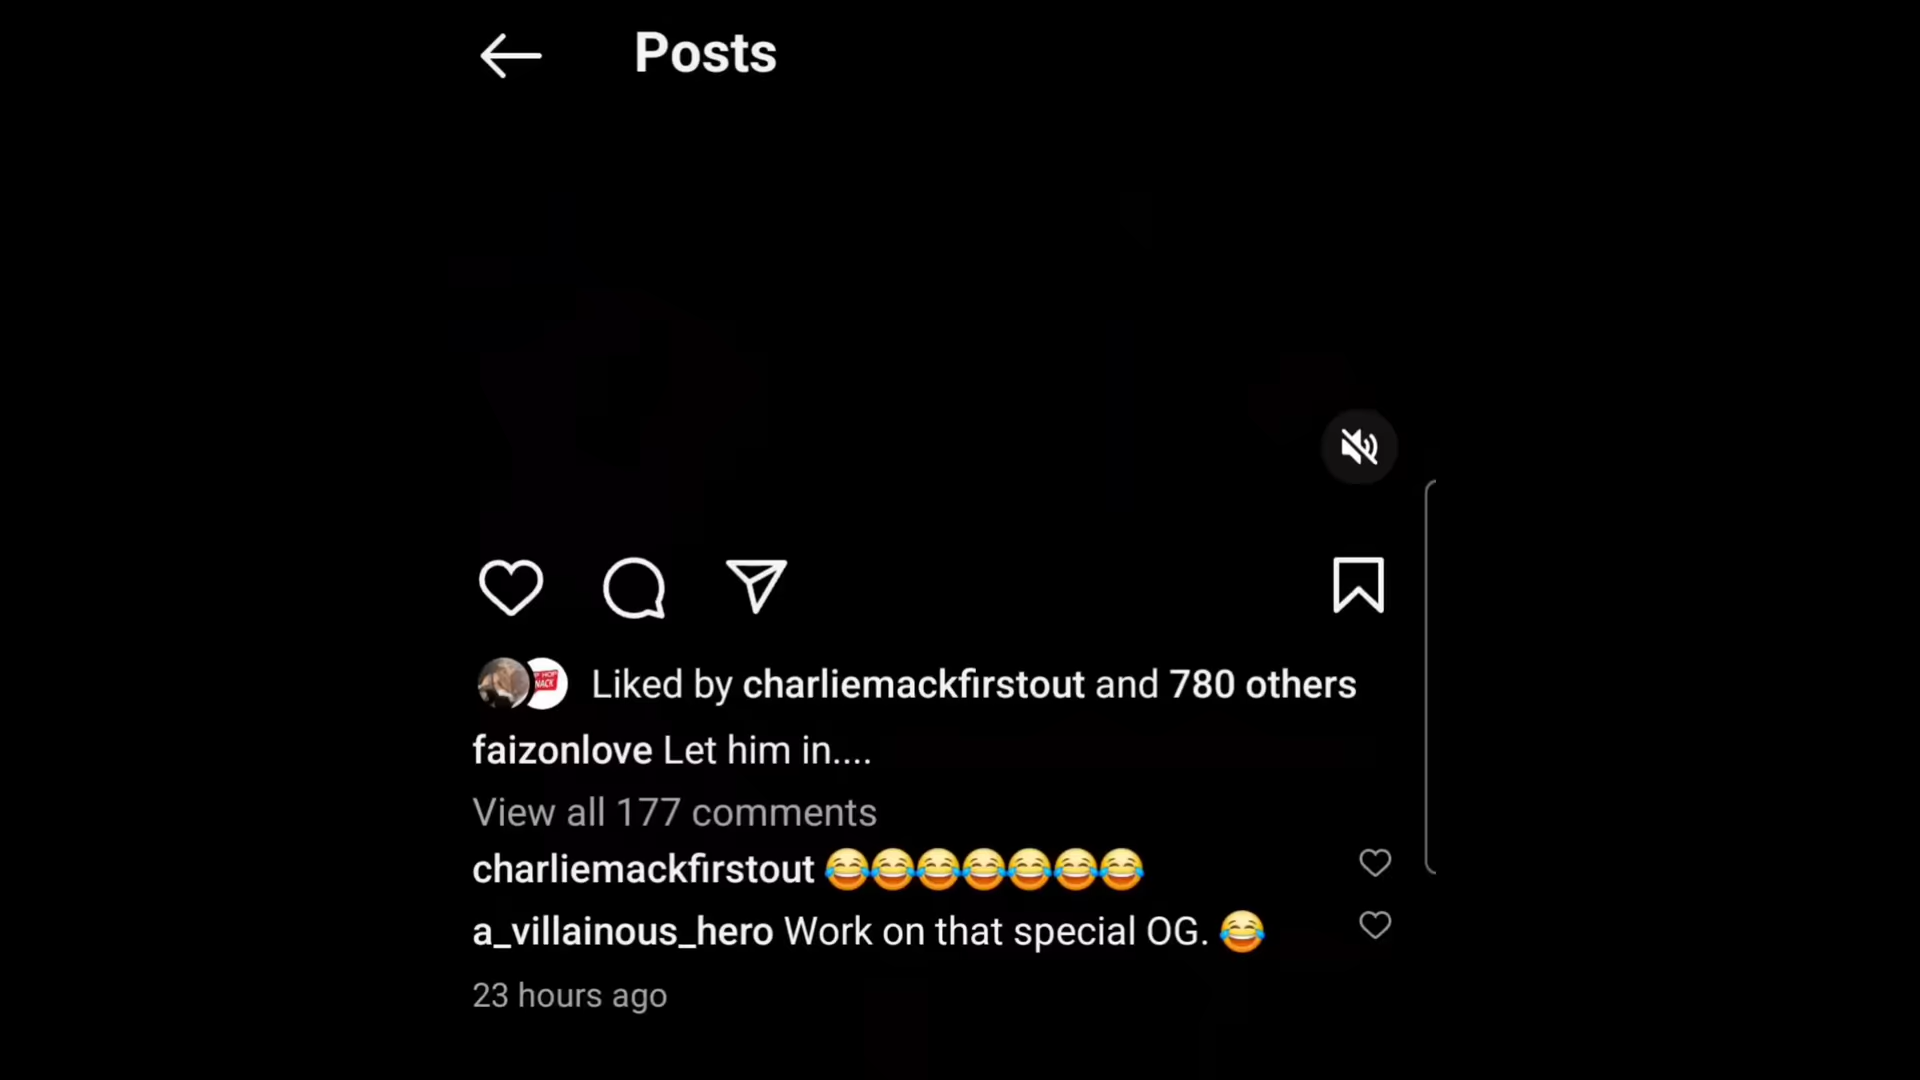 Posts
Liked by charliemackfirstout and 780 others
faizonlove Let him in....
View all 177 comments
charliemackfirstout 😂😂😂😂😂😂😂
a_villainous_hero Work on that special OG. 😂
23 hours ago